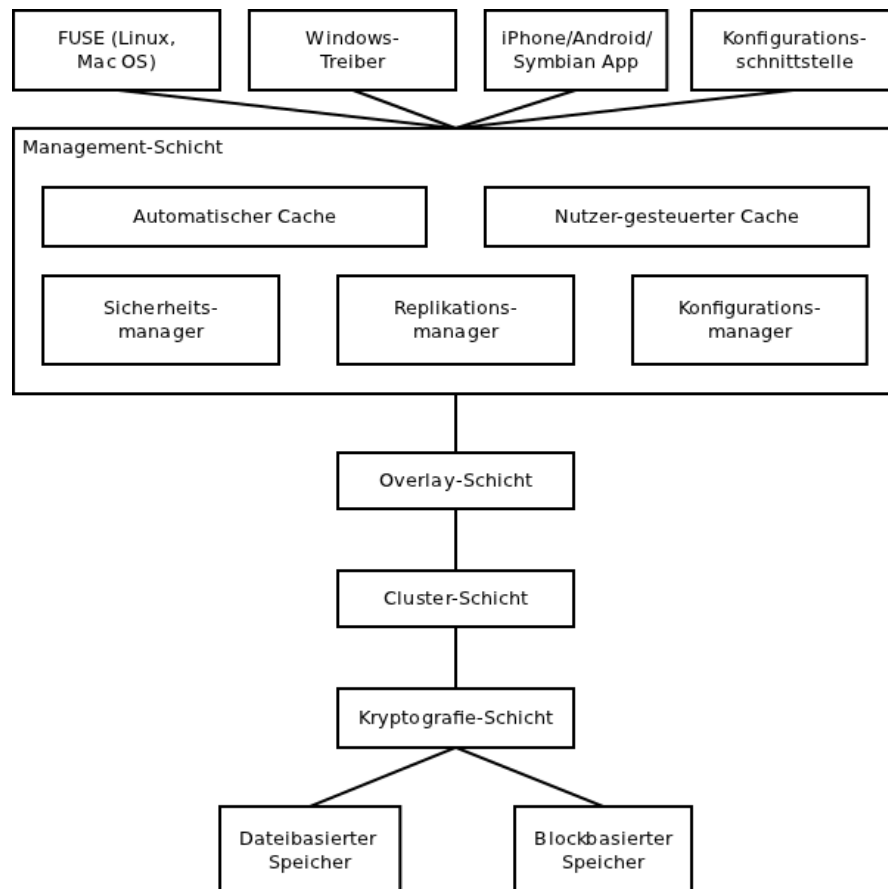 FUSE (Linux,
Mac OS)
Windows-
Treiber
iPhone/Android/
Symbian App
Konfigurations-
schnittstelle
Management-Schicht
Automatischer Cache
Nutzer-gesteuerter Cache
Sicherheits-
manager
Replikations-
manager
Konfigurations-
manager
Overlay-Schicht
Cluster-Schicht
Kryptografie-Schicht
Dateibasierter
Speicher
Blockbasierter
Speicher